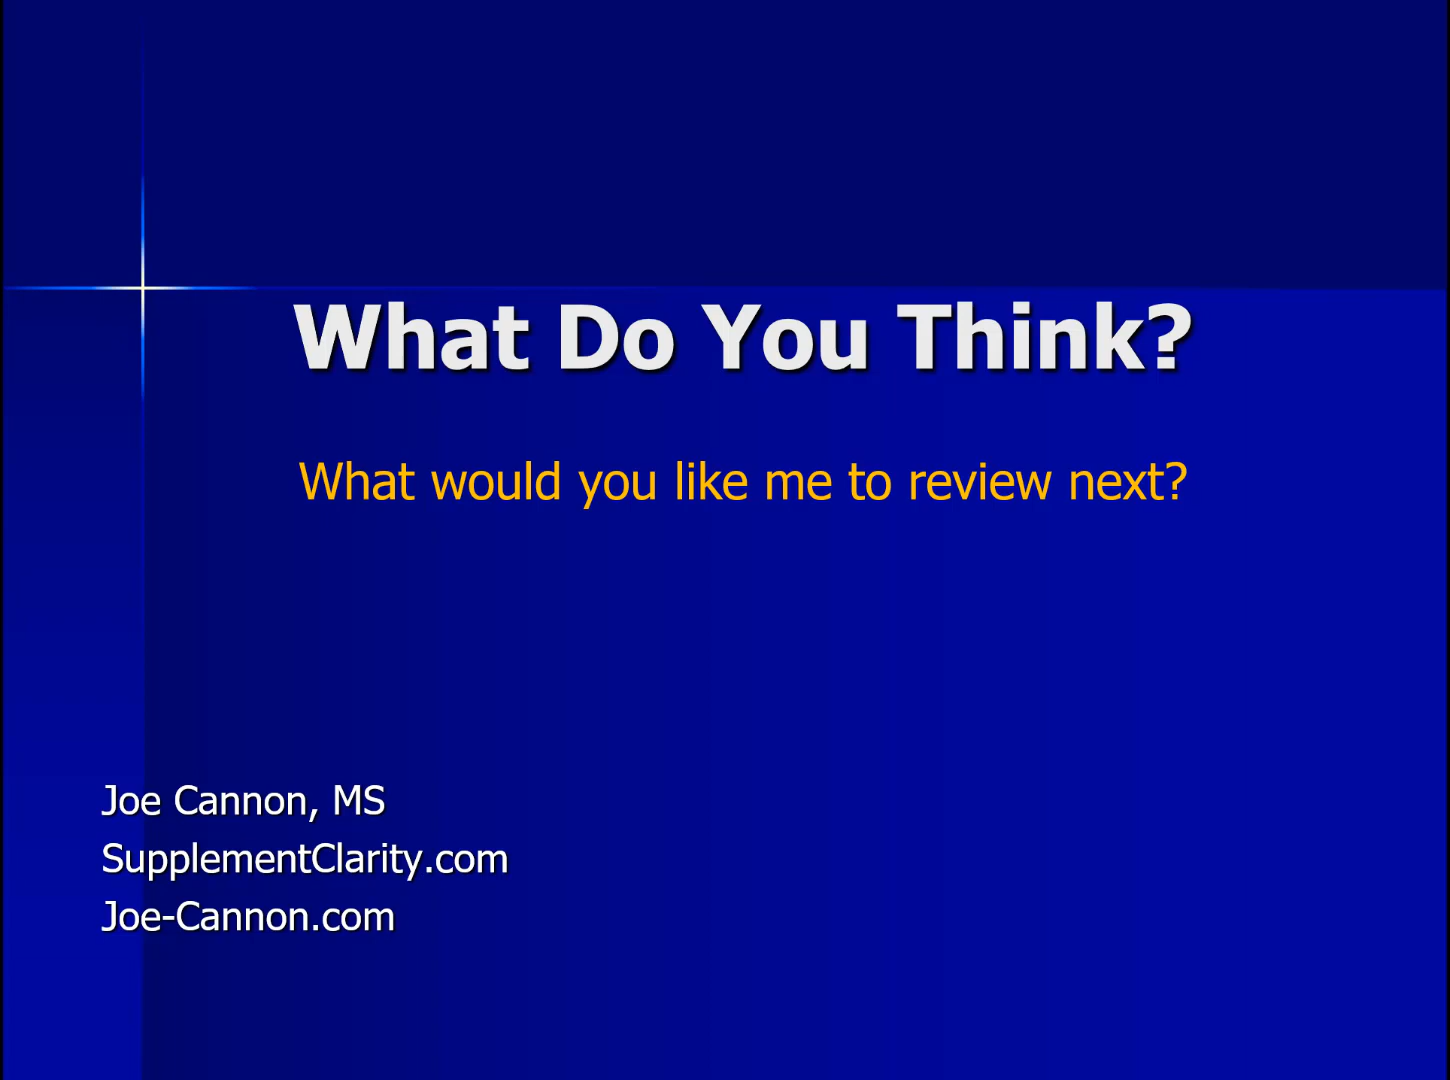 What Do You Think?
What would you like me to review next?
Joe Cannon, MS
SupplementClarity.com
Joe-Cannon.com